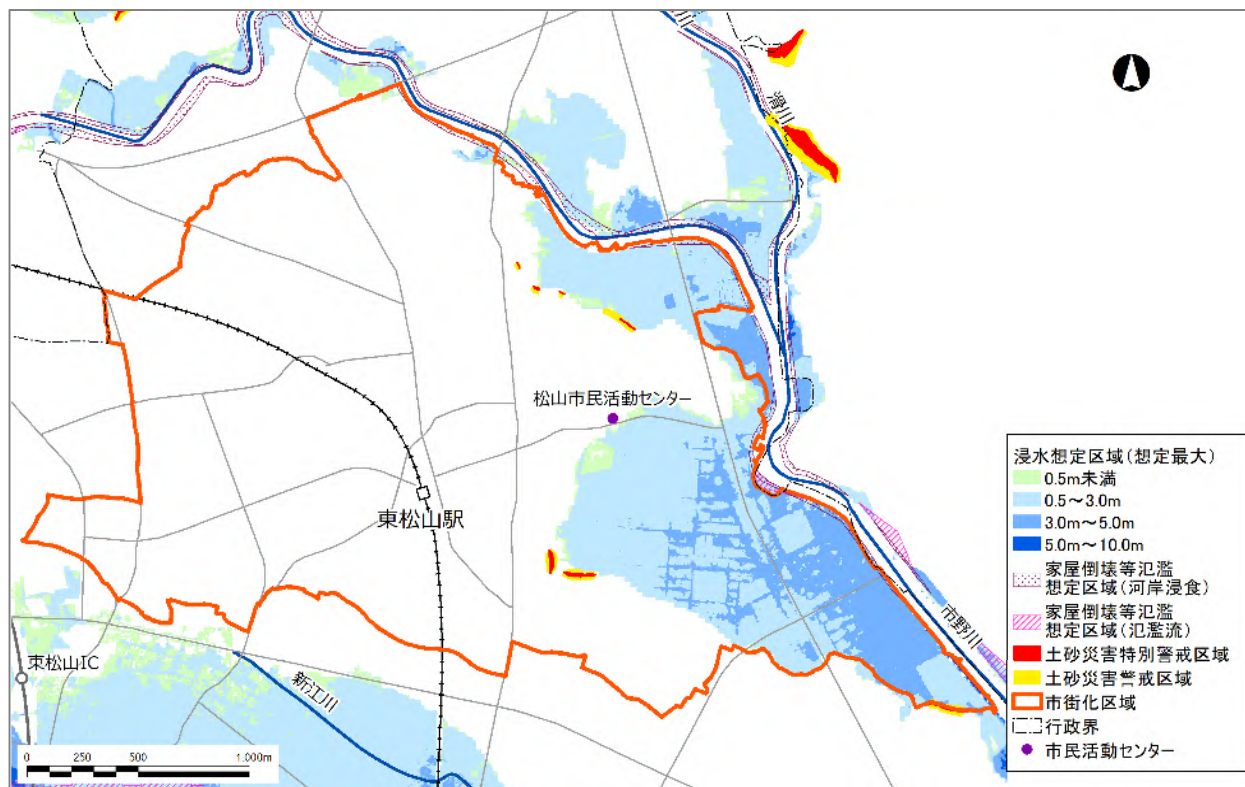 川
滑川
松山市民活動センター
東松山駅
市野川
東松山IC
新江川
0 250 500 1,000m
浸水想定区域(想定最大)
0.5m未満
0.5～3.0m
3.0m～5.0m
5.0m～10.0m
家屋倒壊等氾濫
想定区域(河岸浸食)
家屋倒壊等氾濫
想定区域(氾濫流)
土砂災害特別警戒区域
土砂災害警戒区域
市街化区域
行政界
市民活動センター